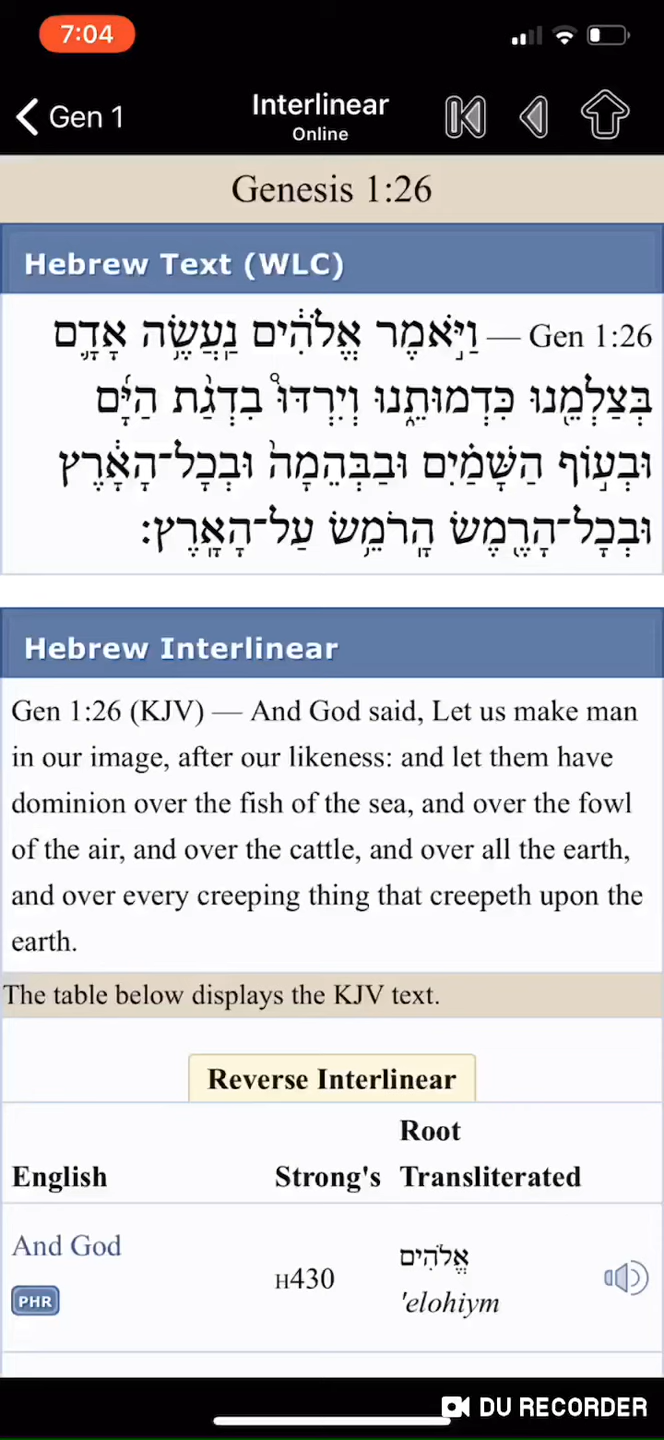 7:04
Gen 1
Interlinear
Online
Genesis 1:26
Hebrew Text (WLC)
Gen 1:26 — וַיֹּ֣אמֶר אֱלֹהִ֔ים נַֽעֲשֶׂ֥ה אָדָ֛ם
בְּצַלְמֵ֖נוּ כִּדְמוּתֵ֑נוּ וְיִרְדּוּ֩ בִדְגַ֨ת הַיָּ֜ם
וּבְע֣וֹף הַשָּׁמַ֗יִם וּבַבְּהֵמָה֙ וּבְכָל־הָאָ֔רֶץ
וּבְכָל־הָרֶ֖מֶשׂ הָֽרֹמֵ֥שׂ עַל־הָאָֽרֶץ׃
Hebrew Interlinear
Gen 1:26 (KJV) — And God said, Let us make man
in our image, after our likeness: and let them have
dominion over the fish of the sea, and over the fowl
of the air, and over the cattle, and over all the earth,
and over every creeping thing that creepeth upon the
earth.
The table below displays the KJV text.
Reverse Interlinear
English Strong's Root Transliterated
And God
PHR
H430
אֱלֹהִים
'elohiym
DU RECORDER